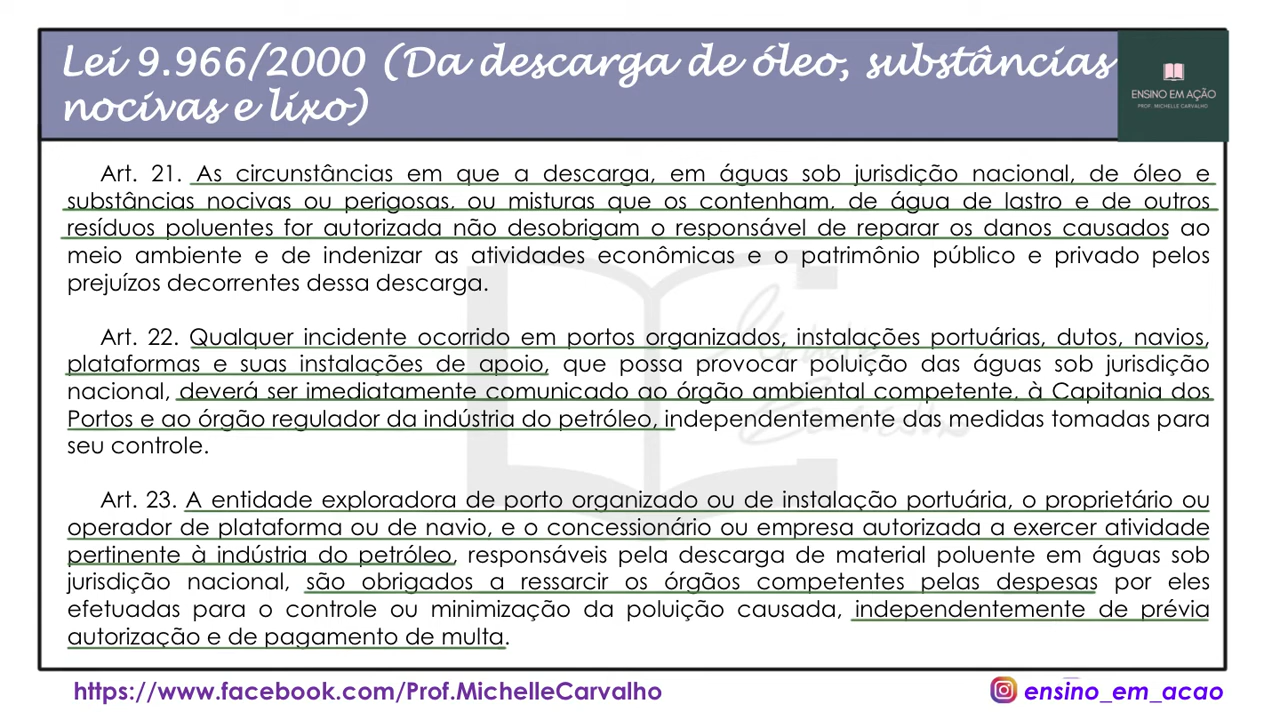 Lei 9.966/2000 (Da descarga de óleo, substâncias
nocivas e lixo)
ENSINO EM AÇÃO
PROF. MICHELLE CARVALHO
Art. 21. As circunstâncias em que a descarga, em águas sob jurisdição nacional, de óleo e
substâncias nocivas ou perigosas, ou misturas que os contenham, de água de lastro e de outros
resíduos poluentes for autorizada não desobrigam o responsável de reparar os danos causados ao
meio ambiente e de indenizar as atividades econômicas e o patrimônio público e privado pelos
prejuízos decorrentes dessa descarga.
Art. 22. Qualquer incidente ocorrido em portos organizados, instalações portuárias, dutos, navios,
plataformas e suas instalações de apoio, que possa provocar poluição das águas sob jurisdição
nacional, deverá ser imediatamente comunicado ao órgão ambiental competente, à Capitania dos
Portos e ao órgão regulador da indústria do petróleo, independentemente das medidas tomadas para
seu controle.
Art. 23. A entidade exploradora de porto organizado ou de instalação portuária, o proprietário ou
operador de plataforma ou de navio, e o concessionário ou empresa autorizada a exercer atividade
pertinente à indústria do petróleo, responsáveis pela descarga de material poluente em águas sob
jurisdição nacional, são obrigados a ressarcir os órgãos competentes pelas despesas por eles
efetuadas para o controle ou minimização da poluição causada, independentemente de prévia
autorização e de pagamento de multa.
Michelle
Carvalho
https://www.facebook.com/Prof.MichelleCarvalho
ensino_em_acao